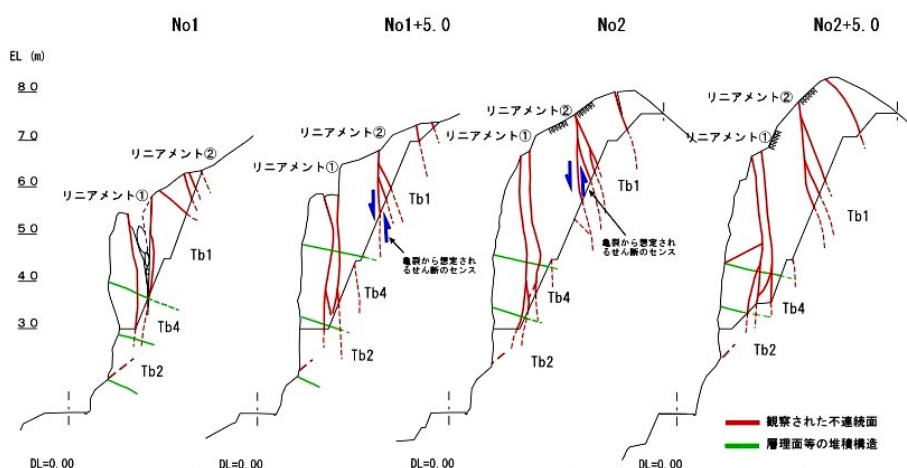 No1
No1+5.0
No2
No2+5.0
EL (m)
80
70
60
50
40
30
リニアメント②
リニアメント①
Tb1
Tb4
Tb2
DL=0.00
リニアメント②
リニアメント①
Tb1
亀裂から想定され
るせん断のセンス
Tb4
Tb2
DL=0.00
リニアメント②
リニアメント①
Tb1
亀裂から想定され
るせん断のセンス
Tb4
Tb2
DL=0.00
リニアメント②
リニアメント①
Tb1
Tb4
Tb2
DL=0.00
観察された不連続面
層理面等の堆積構造